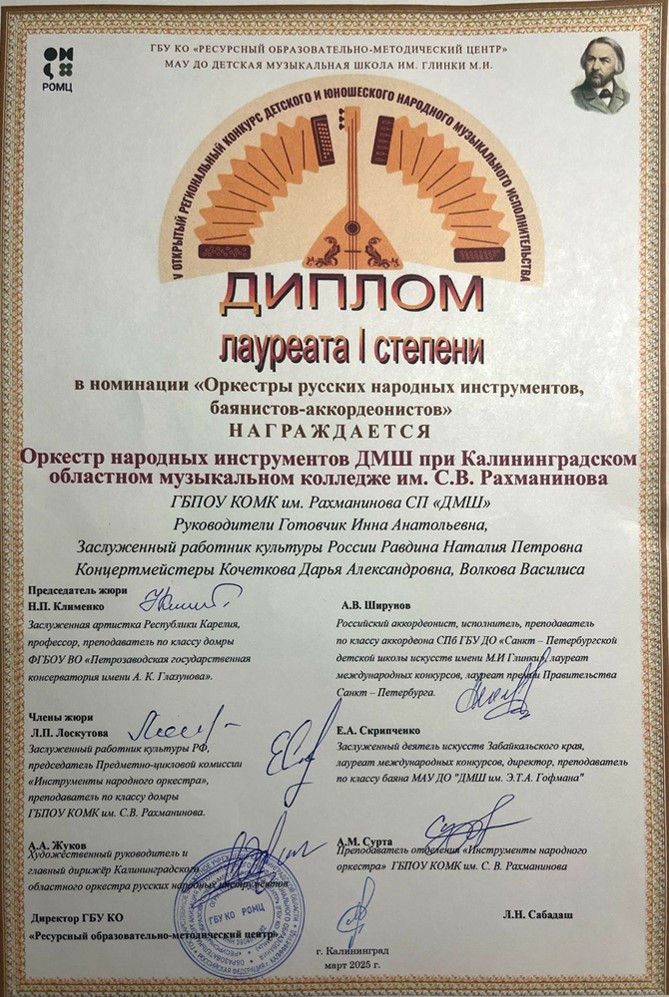 ГБУ КО «РЕСУРСНЫЙ ОБРАЗОВАТЕЛЬНО-МЕТОДИЧЕСКИЙ ЦЕНТР»
МАУ ДО ДЕТСКАЯ МУЗЫКАЛЬНАЯ ШКОЛА ИМ. ГЛИНКИ М.И.
РОМЦ
V ОТКРЫТЫЙ РЕГИОНАЛЬНЫЙ КОНКУРС ДЕТСКОГО И ЮНОШЕСКОГО НАРОДНОГО МУЗЫКАЛЬНОГО ИСПОЛНИТЕЛЬСТВА
ДИПЛОМ
лауреата I степени
в номинации «Оркестры русских народных инструментов,
баянистов-аккордеонистов»
НАГРАЖДАЕТСЯ
Оркестр народных инструментов ДМШ при Калининградском
областном музыкальном колледже им. С.В. Рахманинова
ГБПОУ КОМК им. Рахманинова СП «ДМШ»
Руководители Готовчик Инна Анатольевна,
Заслуженный работник культуры России Равдина Наталия Петровна
Концертмейстеры Кочеткова Дарья Александровна, Волкова Василиса
Председатель жюри
Н.П. Клименко
Заслуженная артистка Республики Карелия,
профессор, преподаватель по классу домры
ФГБОУ ВО «Петрозаводская государственная
консерватория имени А. К. Глазунова».
А.В. Ширунов
Российский аккордеонист, исполнитель, преподаватель
по классу аккордеона СПб ГБУ ДО «Санкт – Петербургской
детской школы искусств имени М.И Глинки, лауреат
международных конкурсов, лауреат премии Правительства
Санкт – Петербурга.
Члены жюри
Л.П. Лоскутова
Заслуженный работник культуры РФ,
председатель Предметно-цикловой комиссии
«Инструменты народного оркестра»,
преподаватель по классу домры
ГБПОУ КОМК им. С.В. Рахманинова.
Е.А. Скрипченко
Заслуженный деятель искусств Забайкальского края,
лауреат международных конкурсов, директор, преподаватель
по классу баяна МАУ ДО "ДМШ им. Э.Т.А. Гофмана"
А.А. Жуков
Художественный руководитель и
главный дирижёр Калининградского
областного оркестра русских народных инструментов
А.М. Сурта
Преподаватель отделения «Инструменты народного
оркестра» ГБПОУ КОМК им. С. В. Рахманинова
Директор ГБУ КО
«Ресурсный образовательно-методический центр»
Л.Н. Сабадаш
ГБУ КО РОМЦ
г. Калининград
март 2025 г.